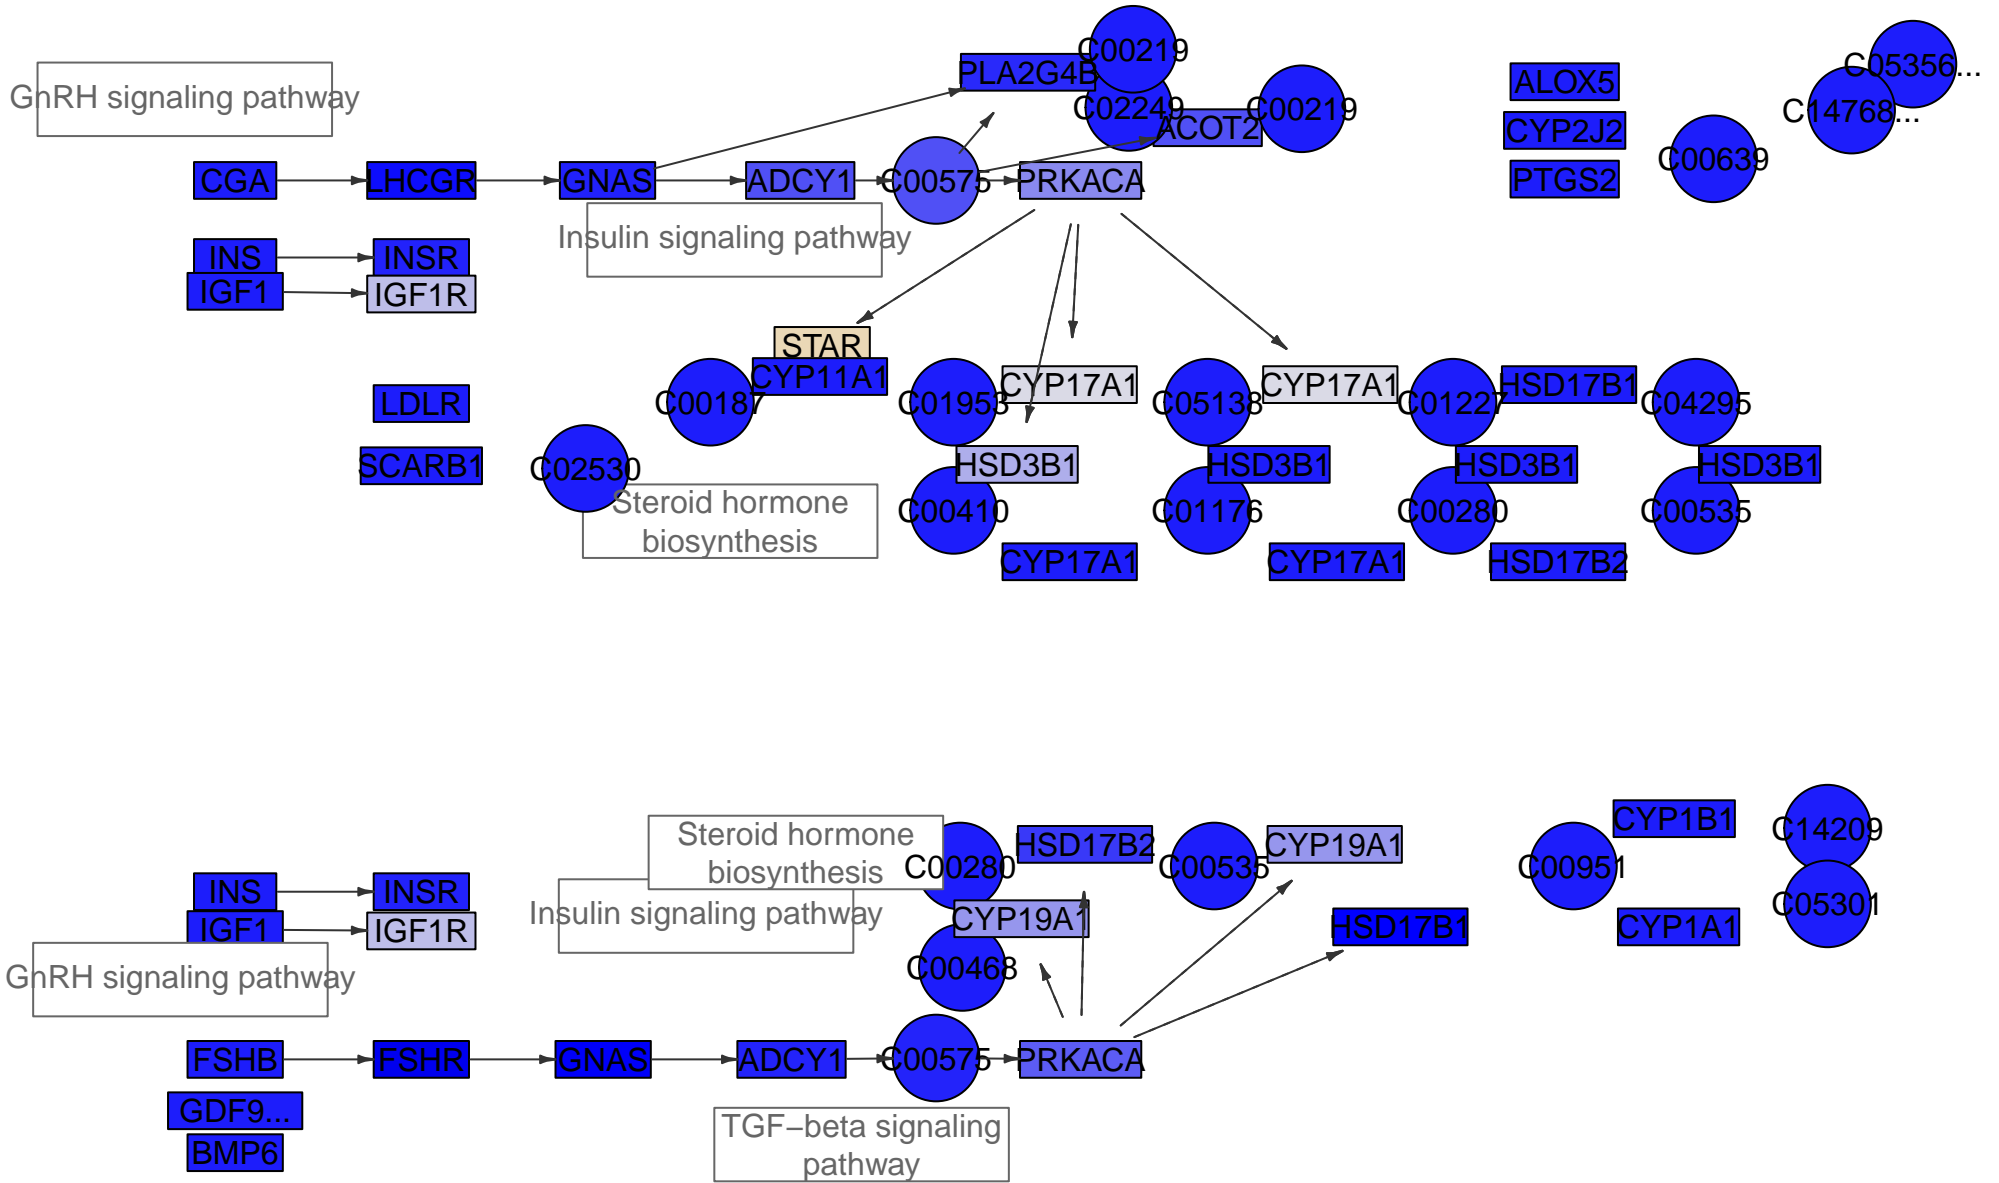 C00219
PLA2G4B
C05356...
GnRH signaling pathway
ALOX5
C02249
C00219
C14768...
ACOT2
CYP2J2
C00639
CGA
LHCGR
GNAS
ADCY1
C00575
PRKACA
PTGS2
Insulin signaling pathway
INS
INSR
IGF1
IGF1R
STAR
CYP11A1
C00187
C01953
CYP17A1
C05138
CYP17A1
C01227
HSD17B1
C04295
LDLR
SCARB1
C02530
HSD3B1
HSD3B1
HSD3B1
HSD3B1
Steroid hormone
biosynthesis
C00410
C01176
C00280
C00535
CYP17A1
CYP17A1
HSD17B2
Steroid hormone
biosynthesis
C00280
HSD17B2
C00535
CYP19A1
CYP1B1
C14209
C00951
INS
INSR
Insulin signaling pathway
CYP19A1
C05301
IGF1
IGF1R
HSD17B1
CYP1A1
GnRH signaling pathway
C00468
FSHB
FSHR
GNAS
ADCY1
C00575
PRKACA
GDF9...
TGF−beta signaling
pathway
BMP6